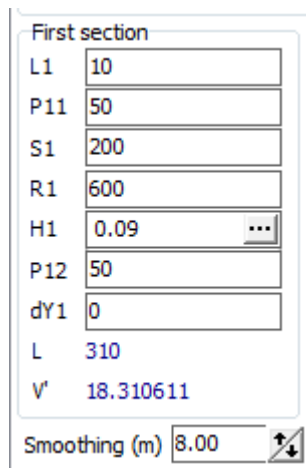 First section
L1 10
P11 50
S1 200
R1 600
H1 0.09 ...
P12 50
dY1 0
L 310
V' 18.310611
Smoothing (m) 8.00